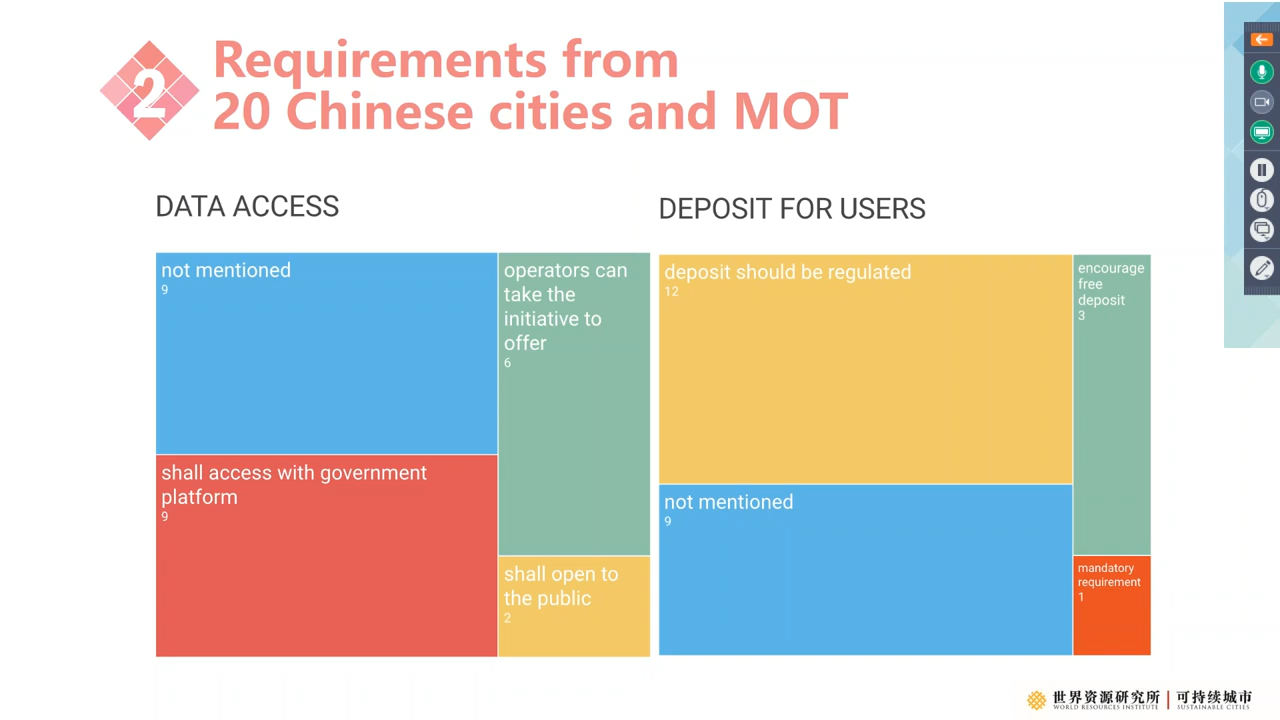 2
Requirements from
20 Chinese cities and MOT
DATA ACCESS
not mentioned
9
operators can
take the
initiative to
offer
6
shall access with government
platform
9
shall open to
the public
2
DEPOSIT FOR USERS
deposit should be regulated
12
encourage
free
deposit
3
not mentioned
9
mandatory
requirement
1
世界资源研究所 | 可持续城市
WORLD RESOURCES INSTITUTE SUSTAINABLE CITIES